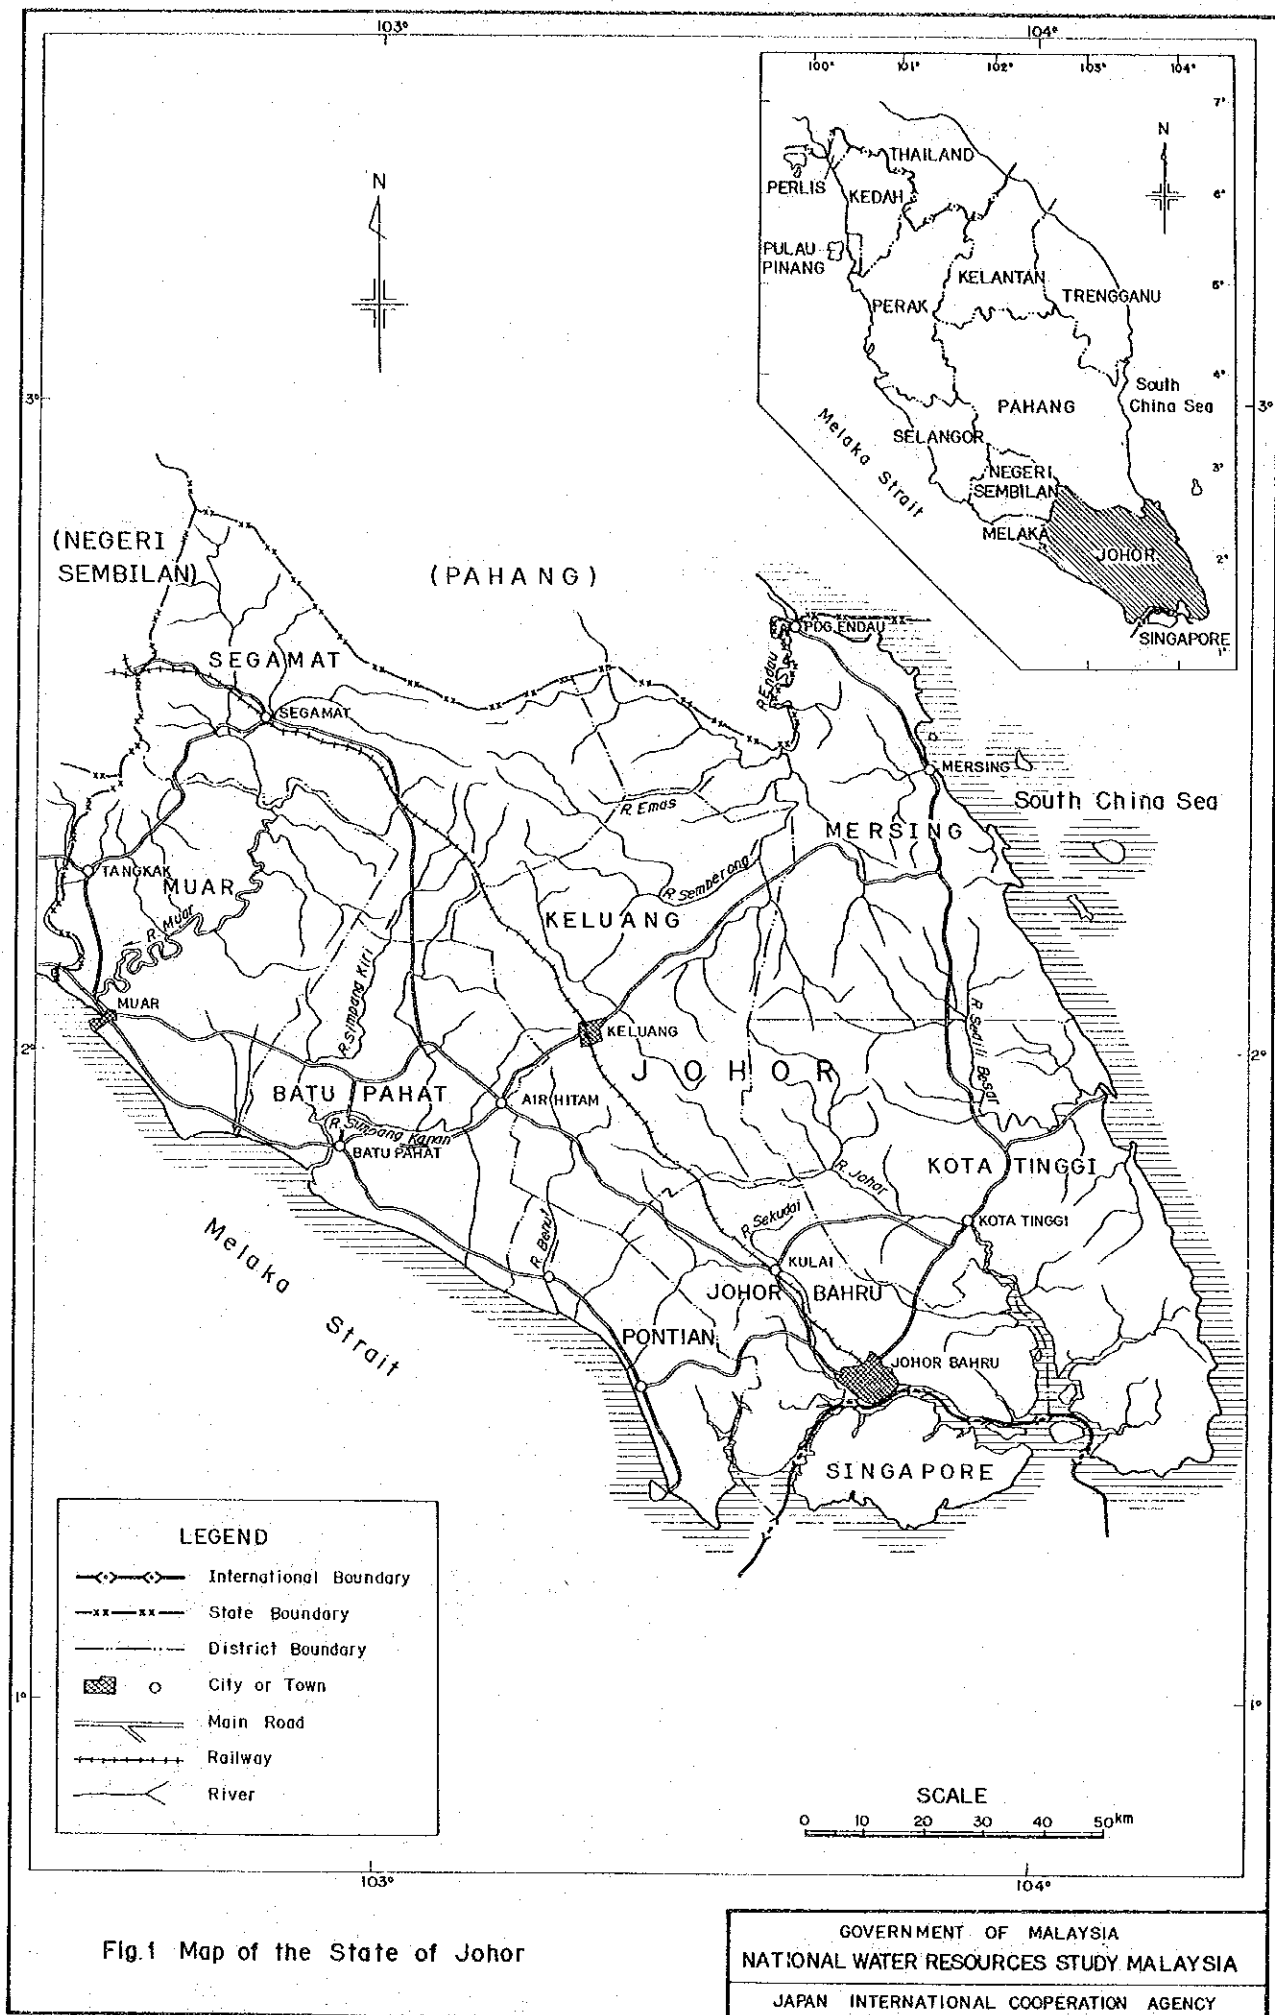 103°
104°
100° 101° 102° 103° 104°
7°
N
THAILAND
PERLIS
KEDAH
6°
N
PULAU
PINANG
KELANTAN
5°
TRENGGANU
PERAK
4°
South
China Sea
3°
3°
PAHANG
Melaka Strait
SELANGOR
3°
NEGERI
SEMBILAN
MELAKA
JOHOR
2°
SINGAPORE
1°
(NEGERI
SEMBILAN)
(PAHANG)
PDG.ENDAU
R.Endau
SEGAMAT
SEGAMAT
MERSING
South China Sea
R. Emas
MERSING
TANGKAK
MUAR
R. Semberong
KELUANG
R. Muar
R. Simpang Kiri
MUAR
KELUANG
R. Sedili Besar
2°
2°
JOHOR
BATU PAHAT
AIR HITAM
R. Simpang Kanan
BATU PAHAT
KOTA TINGGI
R. Johor
R. Sekudai
KOTA TINGGI
R. Benut
Melaka Strait
KULAI
JOHOR BAHRU
PONTIAN
JOHOR BAHRU
SINGAPORE
LEGEND
International Boundary
State Boundary
District Boundary
City or Town
Main Road
Railway
River
1°
1°
SCALE
0 10 20 30 40 50km
103°
104°
Fig.1 Map of the State of Johor
GOVERNMENT OF MALAYSIA
NATIONAL WATER RESOURCES STUDY MALAYSIA
JAPAN INTERNATIONAL COOPERATION AGENCY